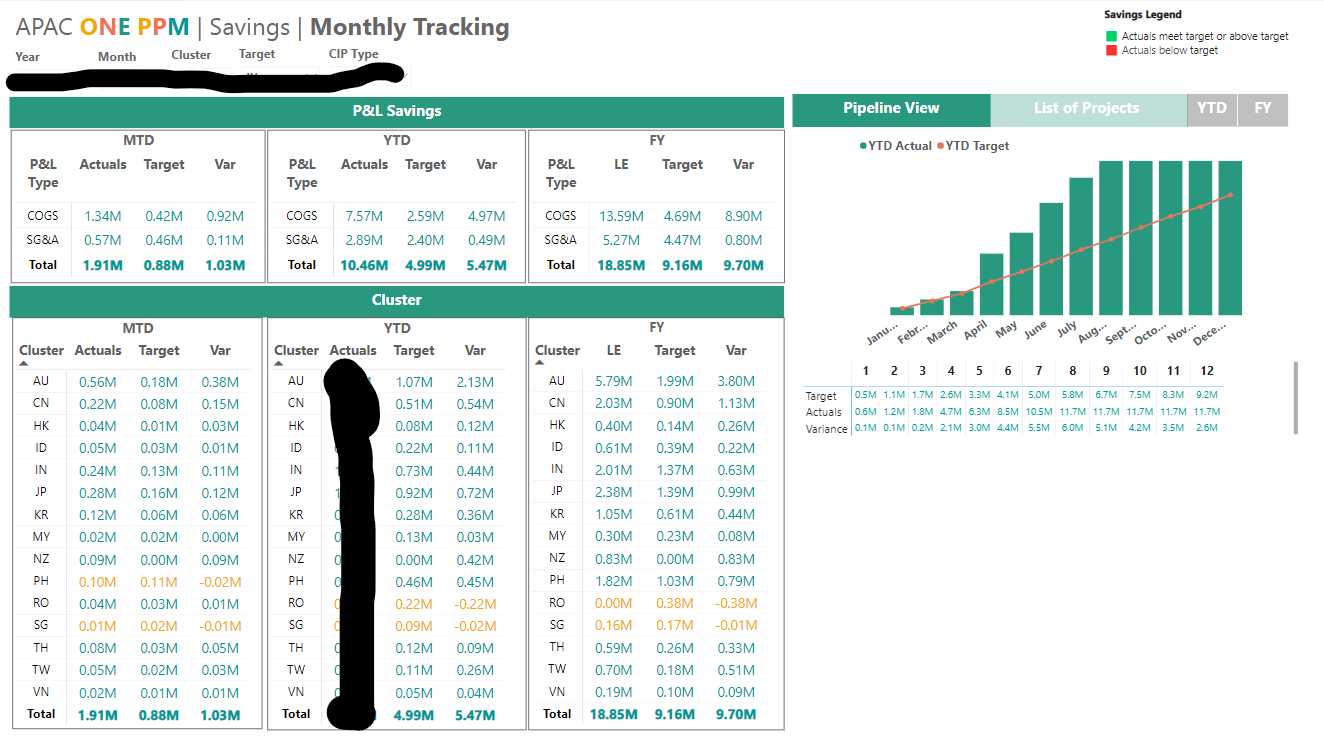 APAC ONE PPM | Savings | Monthly Tracking
Year Month Cluster Target CIP Type
Savings Legend
Actuals meet target or above target
Actuals below target
P&L Savings
MTD
P&L Type Actuals Target Var
COGS 1.34M 0.42M 0.92M
SG&A 0.57M 0.46M 0.11M
Total 1.91M 0.88M 1.03M
YTD
P&L Type Actuals Target Var
COGS 7.57M 2.59M 4.97M
SG&A 2.89M 2.40M 0.49M
Total 10.46M 4.99M 5.47M
FY
P&L Type LE Target Var
COGS 13.59M 4.69M 8.90M
SG&A 5.27M 4.47M 0.80M
Total 18.85M 9.16M 9.70M
Cluster
MTD
Cluster Actuals Target Var
AU 0.56M 0.18M 0.38M
CN 0.22M 0.08M 0.15M
HK 0.04M 0.01M 0.03M
ID 0.05M 0.03M 0.01M
IN 0.24M 0.13M 0.11M
JP 0.28M 0.16M 0.12M
KR 0.12M 0.06M 0.06M
MY 0.02M 0.02M 0.00M
NZ 0.09M 0.00M 0.09M
PH 0.10M 0.11M -0.02M
RO 0.04M 0.03M 0.01M
SG 0.01M 0.02M -0.01M
TH 0.08M 0.03M 0.05M
TW 0.05M 0.02M 0.03M
VN 0.02M 0.01M 0.01M
Total 1.91M 0.88M 1.03M
YTD
Cluster Actuals Target Var
AU 1.07M 2.13M
CN 0.51M 0.54M
HK 0.08M 0.12M
ID 0.22M 0.11M
IN 0.73M 0.44M
JP 0.92M 0.72M
KR 0.28M 0.36M
MY 0.13M 0.03M
NZ 0.00M 0.42M
PH 0.46M 0.45M
RO 0.22M -0.22M
SG 0.09M -0.02M
TH 0.12M 0.09M
TW 0.11M 0.26M
VN 0.05M 0.04M
Total 4.99M 5.47M
FY
Cluster LE Target Var
AU 5.79M 1.99M 3.80M
CN 2.03M 0.90M 1.13M
HK 0.40M 0.14M 0.26M
ID 0.61M 0.39M 0.22M
IN 2.01M 1.37M 0.63M
JP 2.38M 1.39M 0.99M
KR 1.05M 0.61M 0.44M
MY 0.30M 0.23M 0.08M
NZ 0.83M 0.00M 0.83M
PH 1.82M 1.03M 0.79M
RO 0.00M 0.38M -0.38M
SG 0.16M 0.17M -0.01M
TH 0.59M 0.26M 0.33M
TW 0.70M 0.18M 0.51M
VN 0.19M 0.10M 0.09M
Total 18.85M 9.16M 9.70M
Pipeline View List of Projects YTD FY
YTD Actual YTD Target
Janu... Febr... March April May June July Aug... Sept... Octo... Nov... Dece...
1 2 3 4 5 6 7 8 9 10 11 12
Target 0.5M 1.1M 1.7M 2.6M 3.3M 4.1M 5.0M 5.8M 6.7M 7.5M 8.3M 9.2M
Actuals 0.6M 1.2M 1.8M 4.7M 6.3M 8.5M 10.5M 11.7M 11.7M 11.7M 11.7M 11.7M
Variance 0.1M 0.1M 0.2M 2.1M 3.0M 4.4M 5.5M 6.0M 5.1M 4.2M 3.5M 2.6M